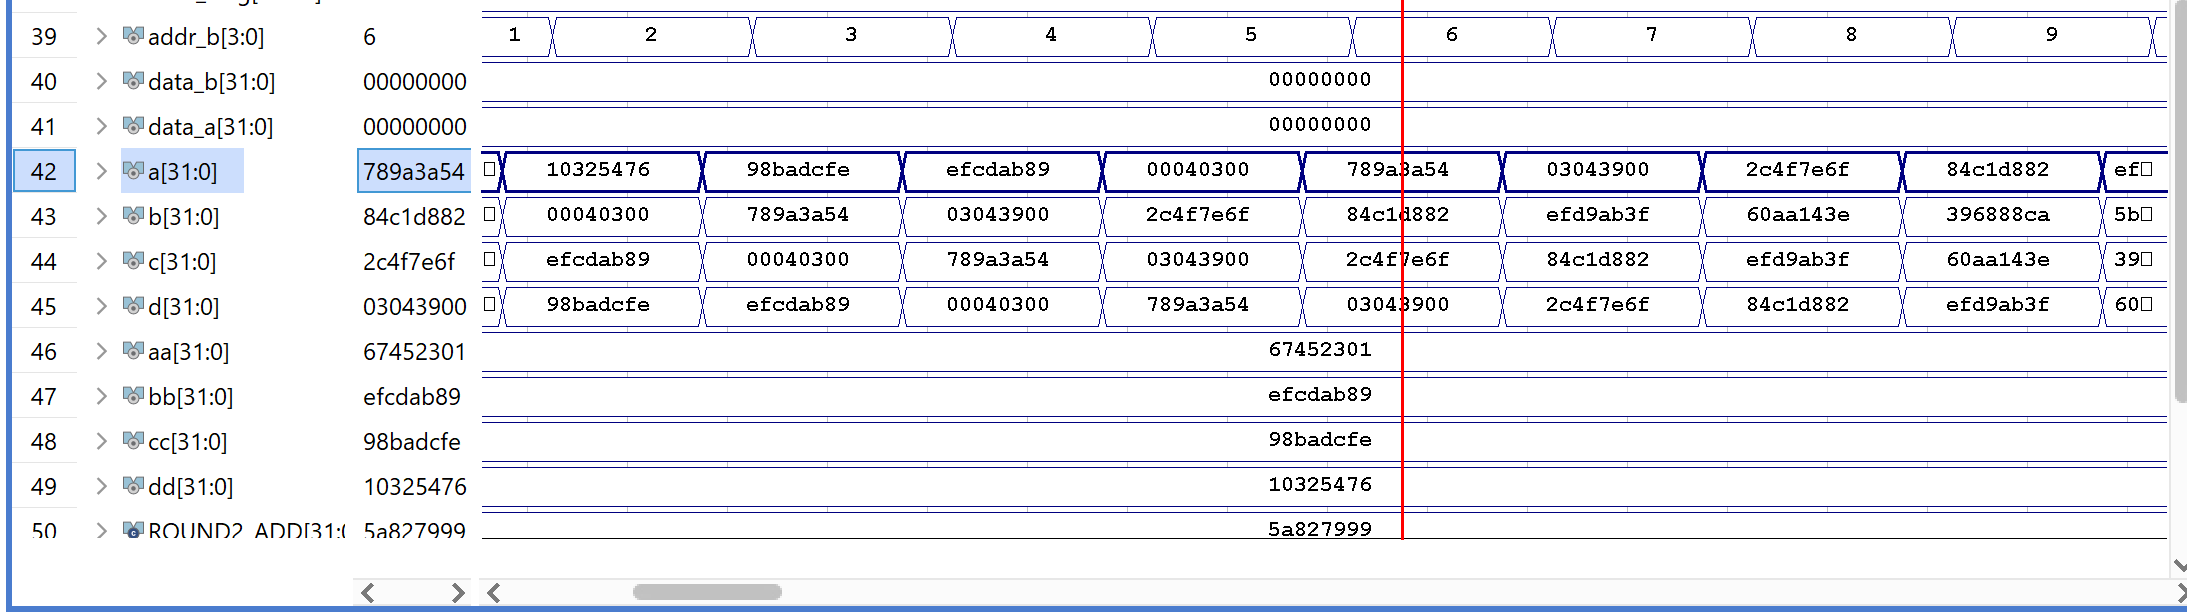 39 addr_b[3:0] 6 1 2 3 4 5 6 7 8 9
40 data_b[31:0] 00000000 00000000
41 data_a[31:0] 00000000 00000000
42 a[31:0] 789a3a54 10325476 98badcfe efcdab89 00040300 789a3a54 03043900 2c4f7e6f 84c1d882 ef
43 b[31:0] 84c1d882 00040300 789a3a54 03043900 2c4f7e6f 84c1d882 efd9ab3f 60aa143e 396888ca 5b
44 c[31:0] 2c4f7e6f efcdab89 00040300 789a3a54 03043900 2c4f7e6f 84c1d882 efd9ab3f 60aa143e 39
45 d[31:0] 03043900 98badcfe efcdab89 00040300 789a3a54 03043900 2c4f7e6f 84c1d882 efd9ab3f 60
46 aa[31:0] 67452301 67452301
47 bb[31:0] efcdab89 efcdab89
48 cc[31:0] 98badcfe 98badcfe
49 dd[31:0] 10325476 10325476
50 ROUND2_ADD[31:0 5a827999 5a827999